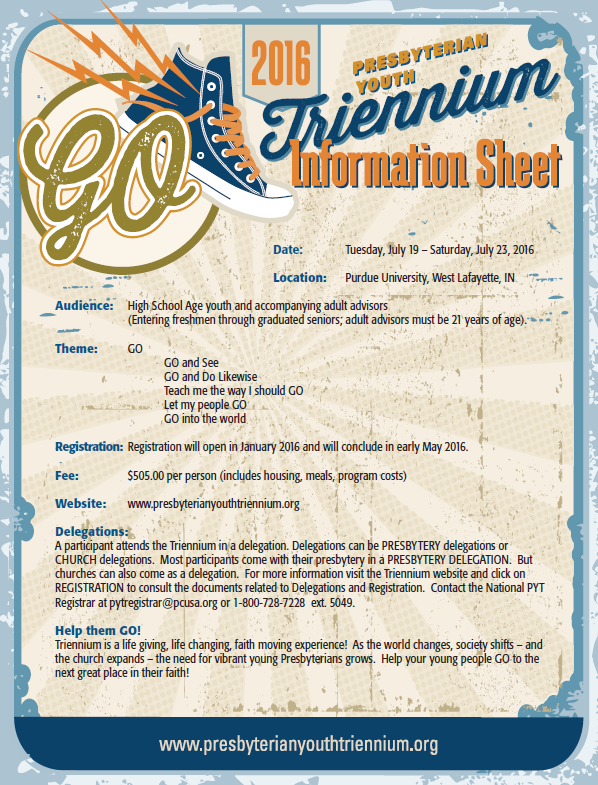 2016
PRESBYTERIAN
YOUTH
Triennium
GO
Information Sheet
Date: Tuesday, July 19 – Saturday, July 23, 2016
Location: Purdue University, West Lafayette, IN
Audience: High School Age youth and accompanying adult advisors
(Entering freshmen through graduated seniors; adult advisors must be 21 years of age).
Theme: GO
GO and See
GO and Do Likewise
Teach me the way I should GO
Let my people GO
GO into the world
Registration: Registration will open in January 2016 and will conclude in early May 2016.
Fee: $505.00 per person (includes housing, meals, program costs)
Website: www.presbyterianyouthtriennium.org
Delegations:
A participant attends the Triennium in a delegation. Delegations can be PRESBYTERY delegations or
CHURCH delegations. Most participants come with their presbytery in a PRESBYTERY DELEGATION. But
churches can also come as a delegation. For more information visit the Triennium website and click on
REGISTRATION to consult the documents related to Delegations and Registration. Contact the National PYT
Registrar at pytregistrar@pcusa.org or 1-800-728-7228 ext. 5049.
Help them GO!
Triennium is a life giving, life changing, faith moving experience! As the world changes, society shifts – and
the church expands – the need for vibrant young Presbyterians grows. Help your young people GO to the
next great place in their faith!
www.presbyterianyouthtriennium.org